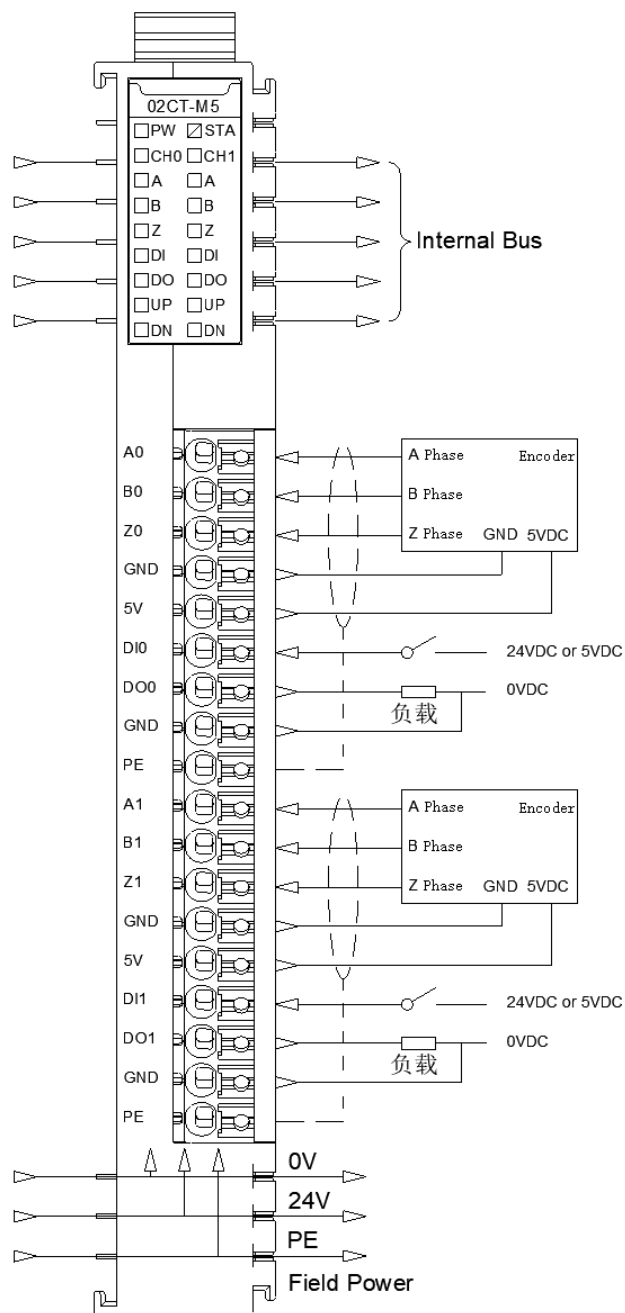 02CT-M5
PW STA
CH0 CH1
A A
B B
Z Z
DI DI
DO DO
UP UP
DN DN
Internal Bus
A0
B0
Z0
GND
5V
DI0
DO0
GND
PE
A Phase Encoder
B Phase
Z Phase GND 5VDC
24VDC or 5VDC
0VDC
负载
A1
B1
Z1
GND
5V
DI1
DO1
GND
PE
A Phase Encoder
B Phase
Z Phase GND 5VDC
24VDC or 5VDC
0VDC
负载
0V
24V
PE
Field Power